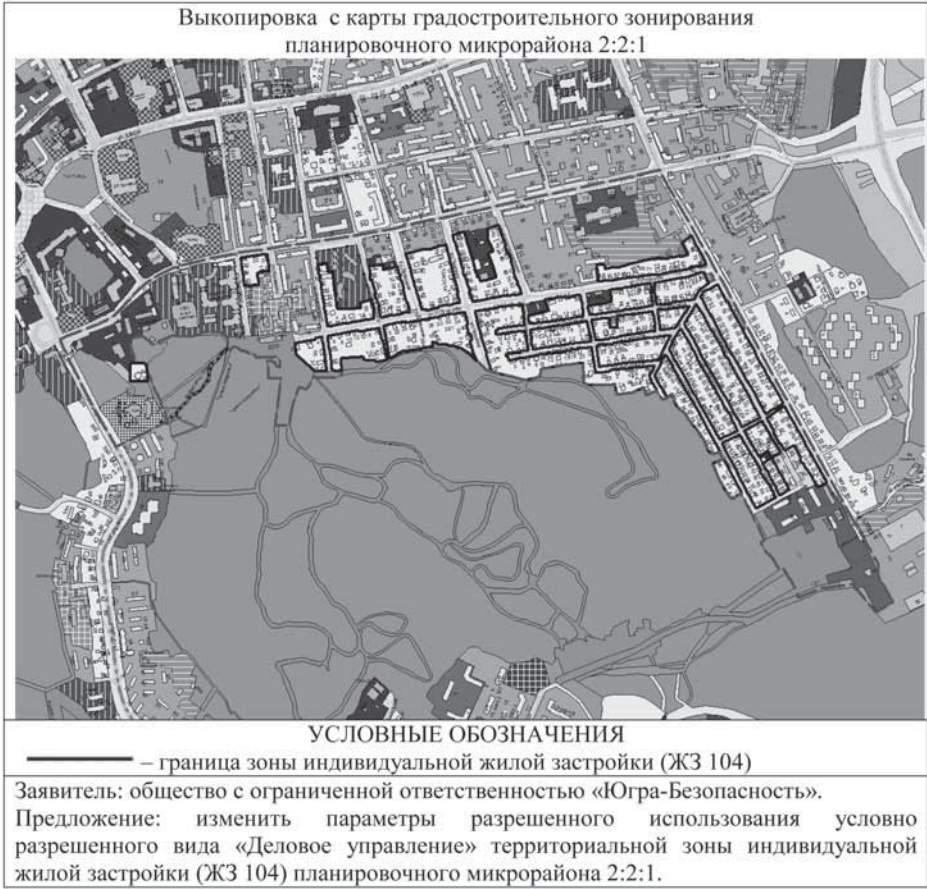 Выкопировка с карты градостроительного зонирования
планировочного микрорайона 2:2:1
УСЛОВНЫЕ ОБОЗНАЧЕНИЯ
– граница зоны индивидуальной жилой застройки (ЖЗ 104)
Заявитель: общество с ограниченной ответственностью «Югра-Безопасность».
Предложение: изменить параметры разрешенного использования условно
разрешенного вида «Деловое управление» территориальной зоны индивидуальной
жилой застройки (ЖЗ 104) планировочного микрорайона 2:2:1.